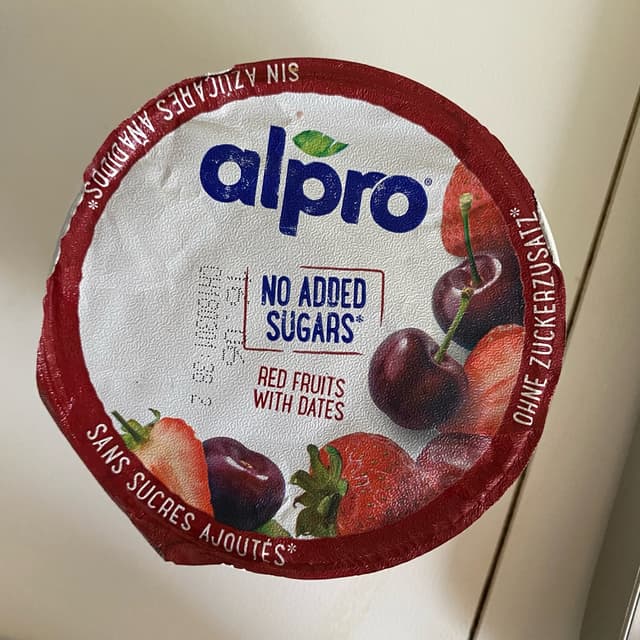 SIN AZÚCARES AÑADIDOS*
alpro®
NO ADDED
SUGARS*
RED FRUITS
WITH DATES
OHNE ZUCKERZUSATZ*
SANS SUCRES AJOUTÉS*